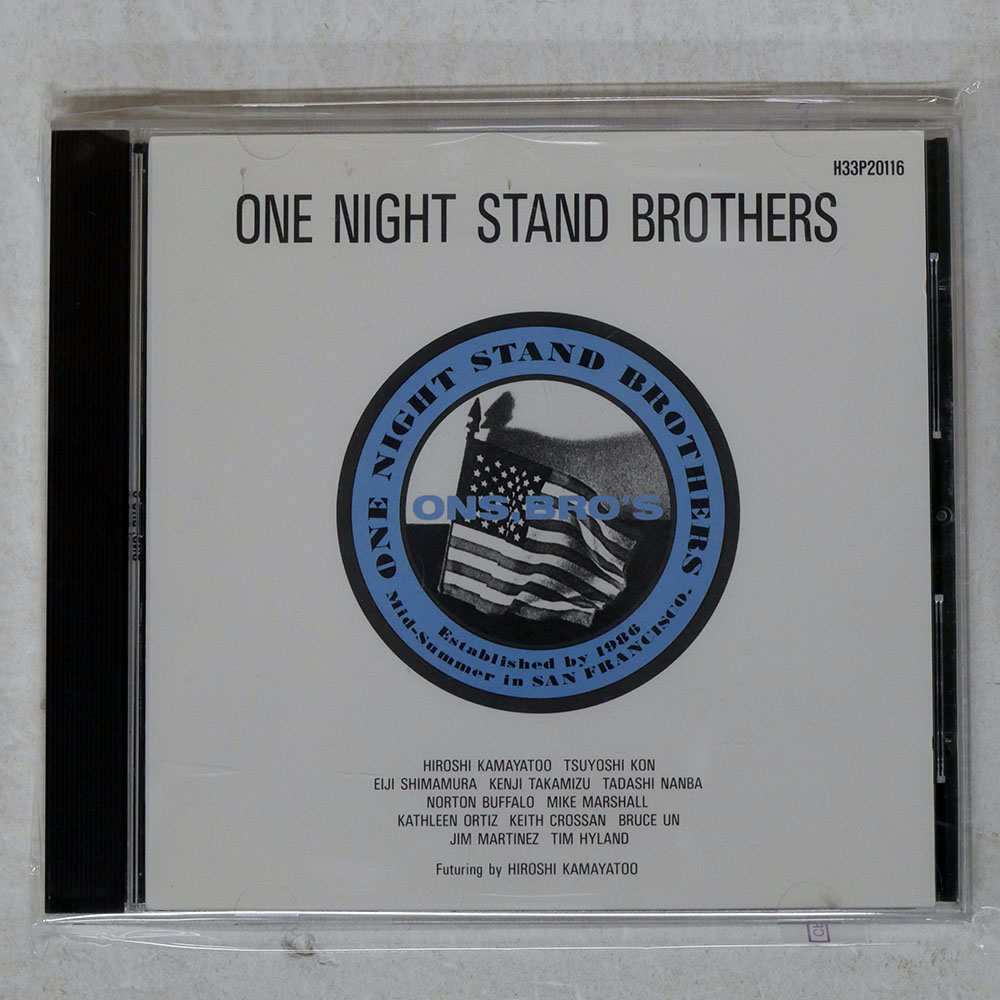 H33P20116
ONE NIGHT STAND BROTHERS
ONE NIGHT STAND BROTHERS
ONS, BRO'S
Established by 1986
Mid-Summer in SAN FRANCISCO.
HIROSHI KAMAYATOO TSUYOSHI KON
EIJI SHIMAMURA KENJI TAKAMIZU TADASHI NANBA
NORTON BUFFALO MIKE MARSHALL
KATHLEEN ORTIZ KEITH CROSSAN BRUCE UN
JIM MARTINEZ TIM HYLAND
Futuring by HIROSHI KAMAYATOO